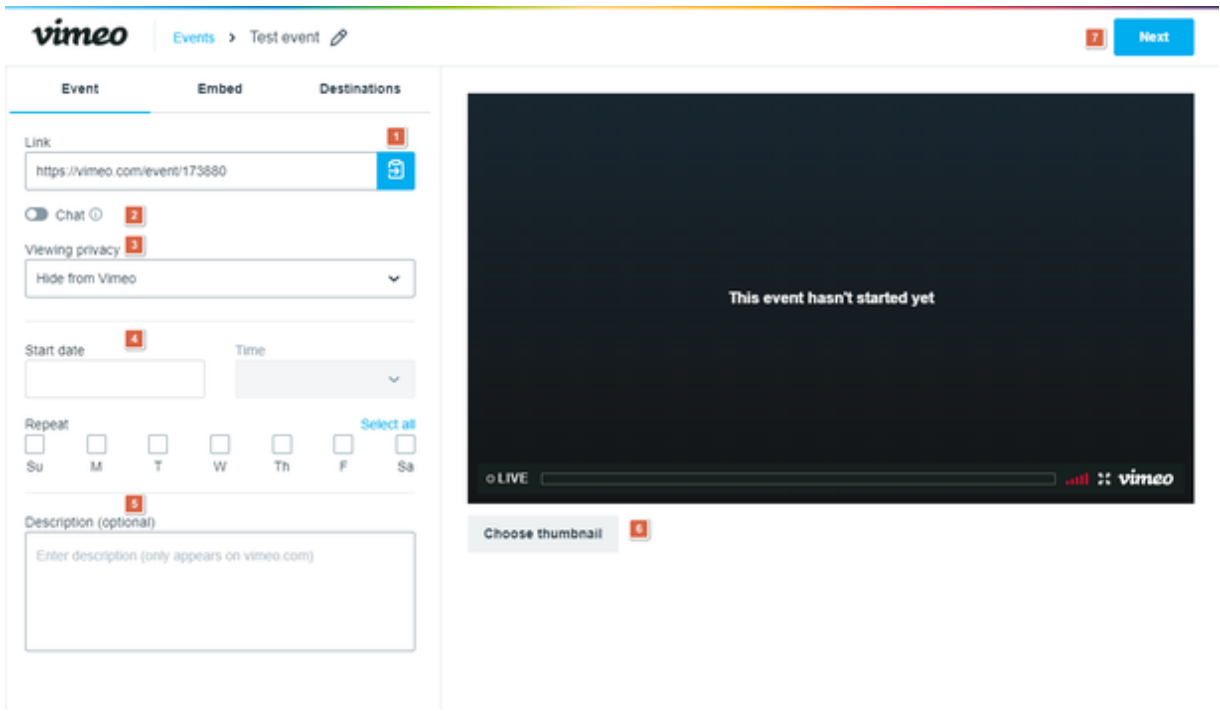 vimeo
Events > Test event
7
Next
Event Embed Destinations
1
Link
https://vimeo.com/event/173880
Chat
2
Viewing privacy
3
Hide from Vimeo
4
Start date Time
Repeat Select all
Su M T W Th F Sa
5
Description (optional)
Enter description (only appears on vimeo.com)
This event hasn't started yet
LIVE
vimeo
Choose thumbnail
6